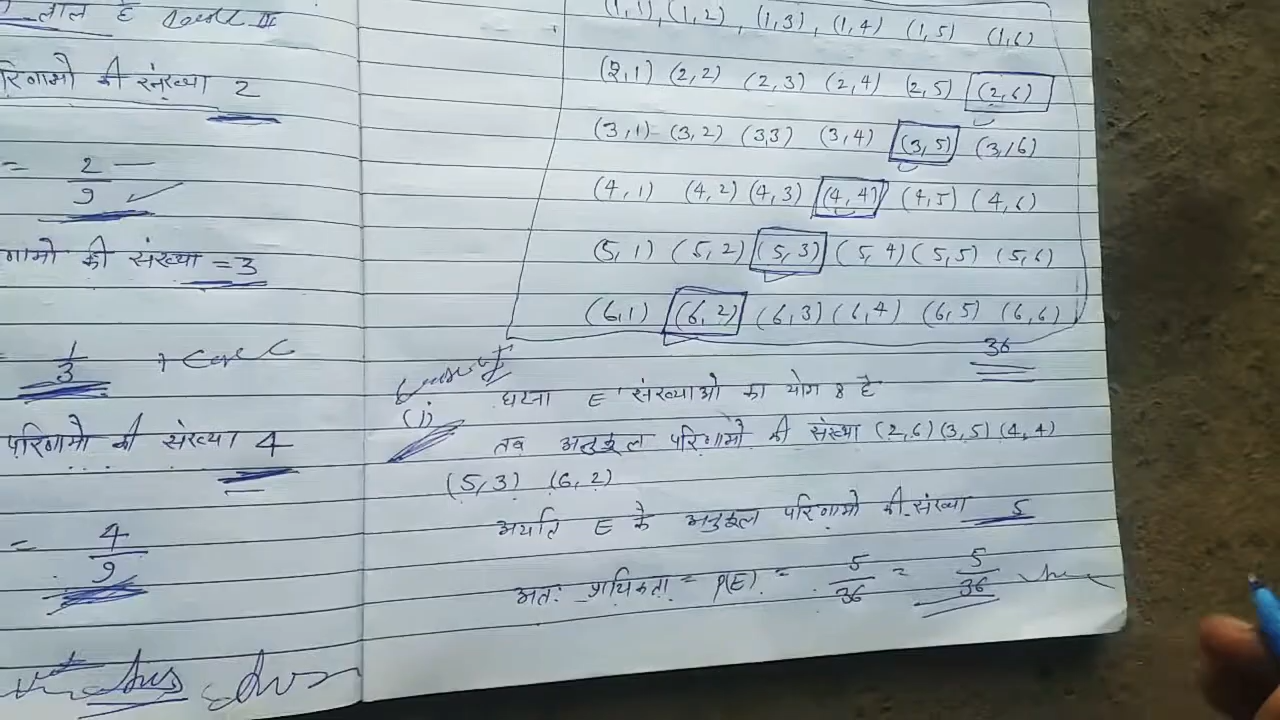 लाल है
परिणामो की संख्या 2
= 2
9
गामो की संख्या = 3
1
3
परिणामो की संख्या 4
= 4
9
Ans
(1,1), (1,2), (1,3), (1,4) (1,5) (1,6)
(2,1) (2,2) (2,3) (2,4) (2,5) (2,6)
(3,1) (3,2) (3,3) (3,4) (3,5) (3,6)
(4,1) (4,2) (4,3) (4,4) (4,5) (4,6)
(5,1) (5,2) (5,3) (5,4) (5,5) (5,6)
(6,1) (6,2) (6,3) (6,4) (6,5) (6,6)
36
(i) घटना E संख्याओ का योग 8 है
तब अनुकूल परिणामो की संख्या (2,6) (3,5) (4,4)
(5,3) (6,2)
अर्थात E के अनुकूल परिणामो की संख्या 5
अतः प्रायिकता = P(E) = 5/36 = 5/36